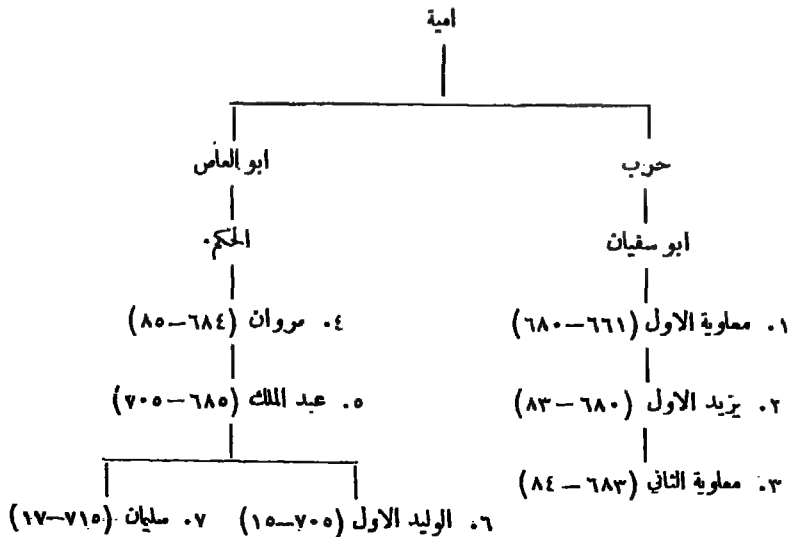 امية
حرب ابو العاص
ابو سفيان الحكم.
١. معاوية الاول (٦٦١–٦٨٠) ٤. مروان (٦٨٤–٨٥)
٢. يزيد الاول (٦٨٠–٨٣) ٥. عبد الملك (٦٨٥–٧٠٥)
٣. معاوية الثاني (٦٨٣–٨٤)
٦. الوليد الاول (٧٠٥–١٥) ٧. سليان (٧١٥–١٧)